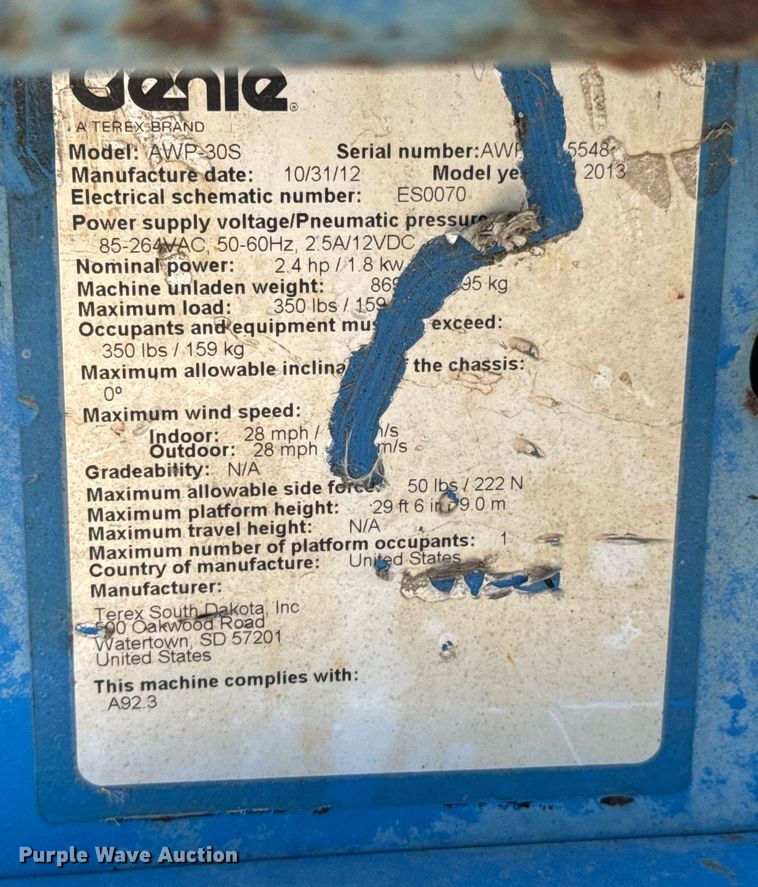 Genie®
A TEREX BRAND
Model: AWP-30S Serial number: AW 5548
Manufacture date: 10/31/12 Model ye 2013
Electrical schematic number: ES0070
Power supply voltage/Pneumatic pressure
85-264VAC, 50-60Hz, 2.5A/12VDC
Nominal power: 2.4 hp / 1.8 kw
Machine unladen weight: 869 95 kg
Maximum load: 350 lbs / 159
Occupants and equipment mus exceed:
350 lbs / 159 kg
Maximum allowable inclina the chassis:
0°
Maximum wind speed:
Indoor: 28 mph / /s
Outdoor: 28 mph m/s
Gradeability: N/A
Maximum allowable side force: 50 lbs / 222 N
Maximum platform height: 29 ft 6 in / 9.0 m
Maximum travel height: N/A
Maximum number of platform occupants: 1
Country of manufacture: United States
Manufacturer:
Terex South Dakota, Inc
500 Oakwood Road
Watertown, SD 57201
United States
This machine complies with:
A92.3
Purple Wave Auction